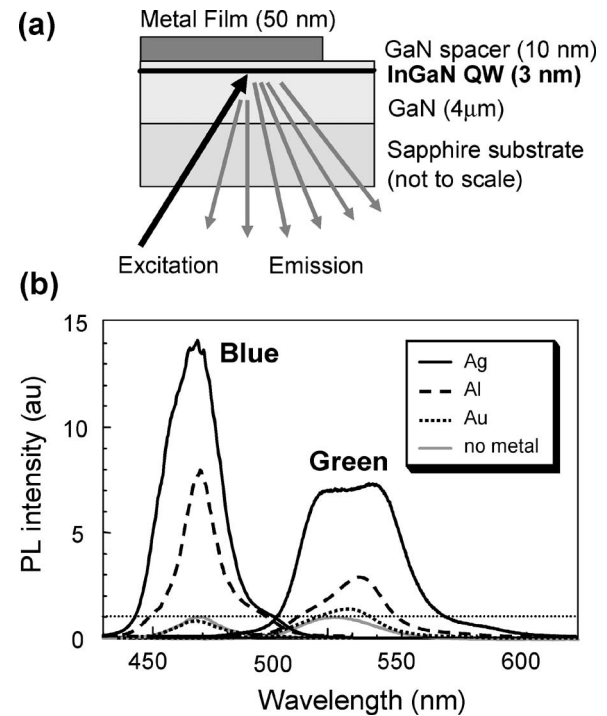 (a)
Metal Film (50 nm)
GaN spacer (10 nm)
InGaN QW (3 nm)
GaN (4μm)
Sapphire substrate
(not to scale)
Excitation
Emission
(b)
15
10
5
0
PL intensity (au)
Blue
Green
Ag
Al
Au
no metal
450
500
550
600
Wavelength (nm)